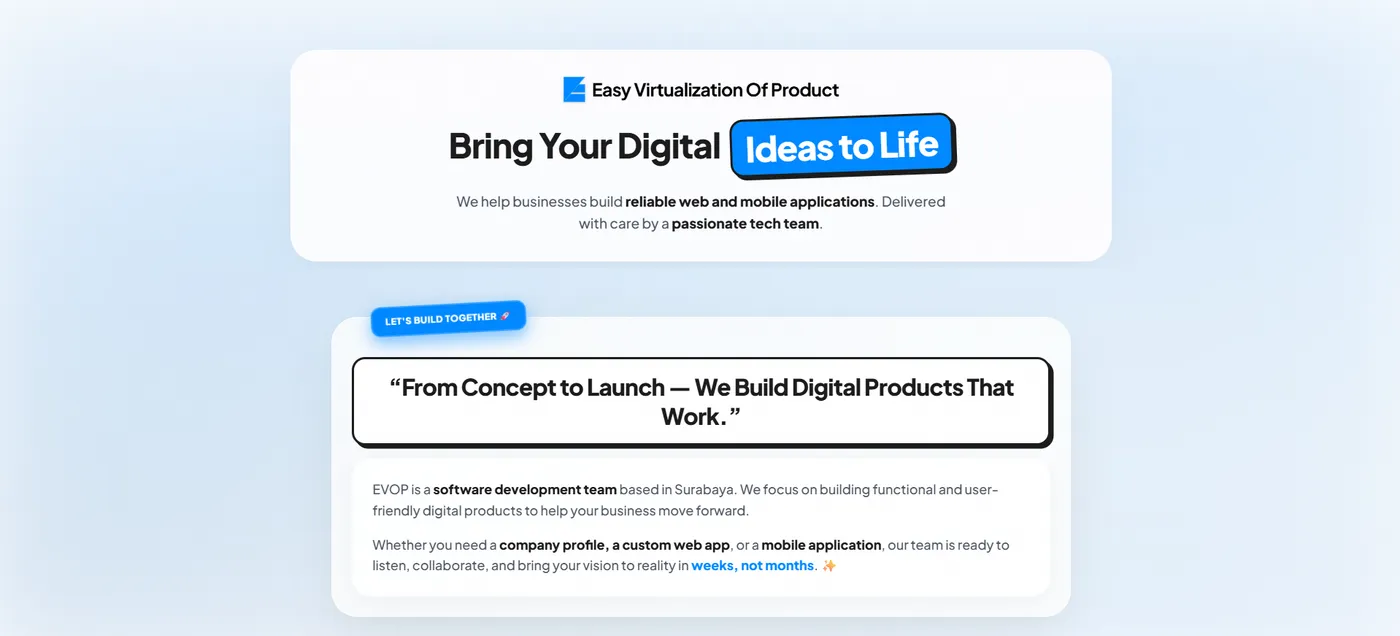 Easy Virtualization Of Product
Bring Your Digital Ideas to Life
We help businesses build reliable web and mobile applications. Delivered
with care by a passionate tech team.
LET'S BUILD TOGETHER 🚀
“From Concept to Launch — We Build Digital Products That
Work.”
EVOP is a software development team based in Surabaya. We focus on building functional and user-
friendly digital products to help your business move forward.
Whether you need a company profile, a custom web app, or a mobile application, our team is ready to
listen, collaborate, and bring your vision to reality in weeks, not months. ✨